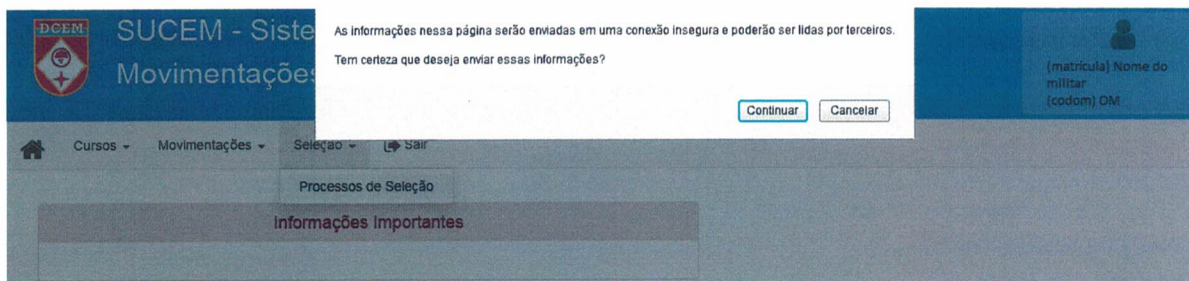 DCEM
SUCEM - Siste
Movimentações
As informações nessa página serão enviadas em uma conexão insegura e poderão ser lidas por terceiros.
Tem certeza que deseja enviar essas informações?
Continuar Cancelar
(matrícula) Nome do
militar
(codom) OM
Cursos Movimentações Seleção Sair
Processos de Seleção
Informações Importantes